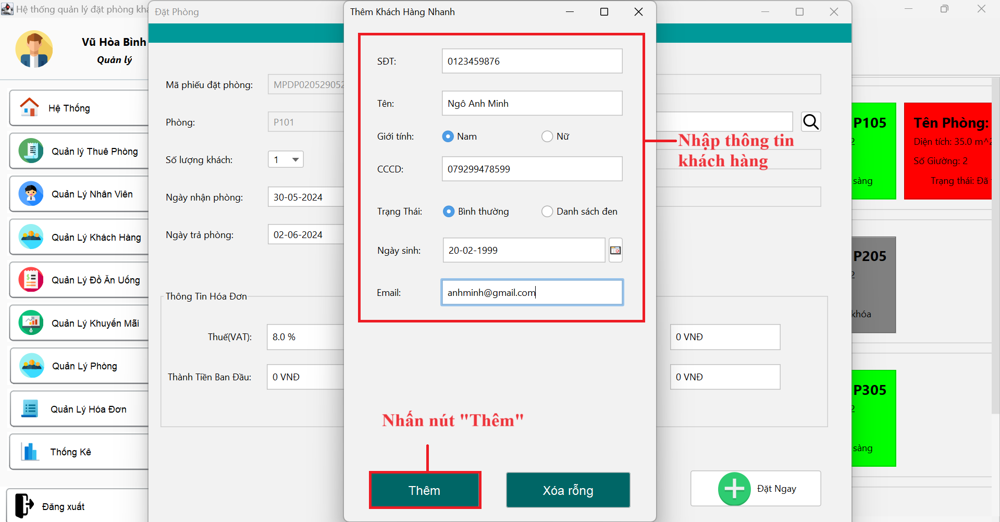 Hệ thống quản lý đặt phòng khá
Vũ Hòa Bình
Quản lý
Hệ Thống
Quản lý Thuê Phòng
Quản Lý Nhân Viên
Quản Lý Khách Hàng
Quản Lý Đồ Ăn Uống
Quản Lý Khuyến Mãi
Quản Lý Phòng
Quản Lý Hóa Đơn
Thống Kê
Đăng xuất
Đặt Phòng
Mã phiếu đặt phòng:
MPDP020529052
Phòng:
P101
Số lượng khách:
1
Ngày nhận phòng:
30-05-2024
Ngày trả phòng:
02-06-2024
Thông Tin Hóa Đơn
Thuế(VAT):
8.0 %
0 VNĐ
Thành Tiền Ban Đầu:
0 VNĐ
0 VNĐ
Đặt Ngay
Thêm Khách Hàng Nhanh
SĐT:
0123459876
Tên:
Ngô Anh Minh
Giới tính:
Nam
Nữ
CCCD:
079299478599
Trạng Thái:
Bình thường
Danh sách đen
Ngày sinh:
20-02-1999
Email:
anhminh@gmail.com
Nhập thông tin
khách hàng
Nhấn nút "Thêm"
Thêm
Xóa rỗng
P105
2
sàng
Tên Phòng:
Diện tích: 35.0 m^2
Số Giường: 2
Trạng thái: Đã
P205
2
khóa
P305
2
sàng